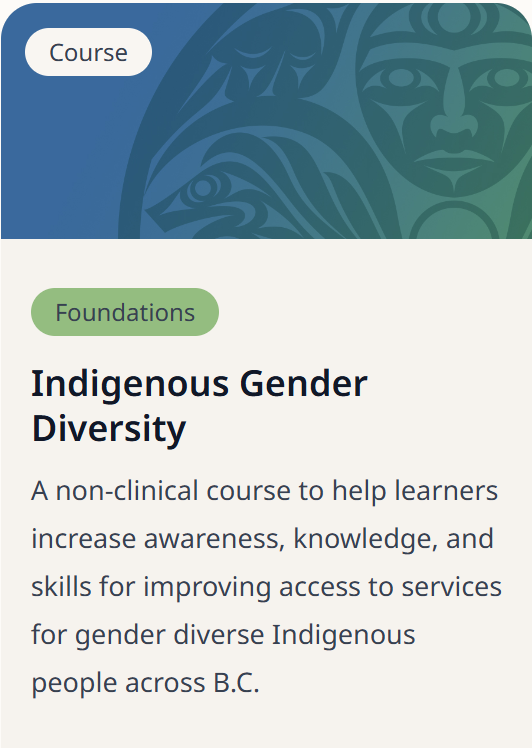 Course
Foundations
Indigenous Gender
Diversity
A non-clinical course to help learners
increase awareness, knowledge, and
skills for improving access to services
for gender diverse Indigenous
people across B.C.